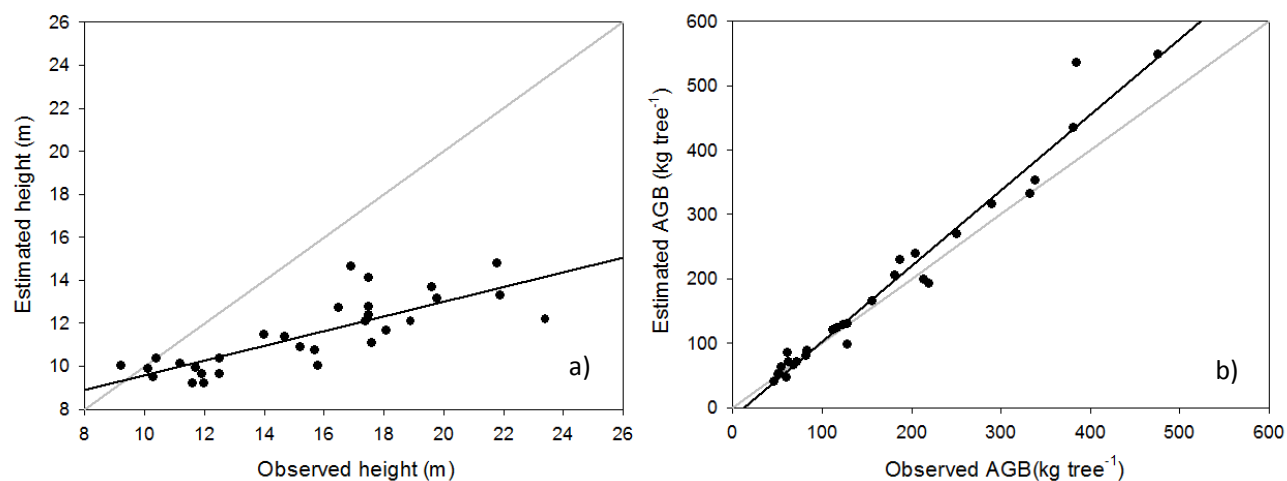 Estimated height (m)
26
24
22
20
18
16
14
12
10
8
8 10 12 14 16 18 20 22 24 26
Observed height (m)
a)
Estimated AGB (kg tree⁻¹)
600
500
400
300
200
100
0
0 100 200 300 400 500 600
Observed AGB(kg tree⁻¹)
b)